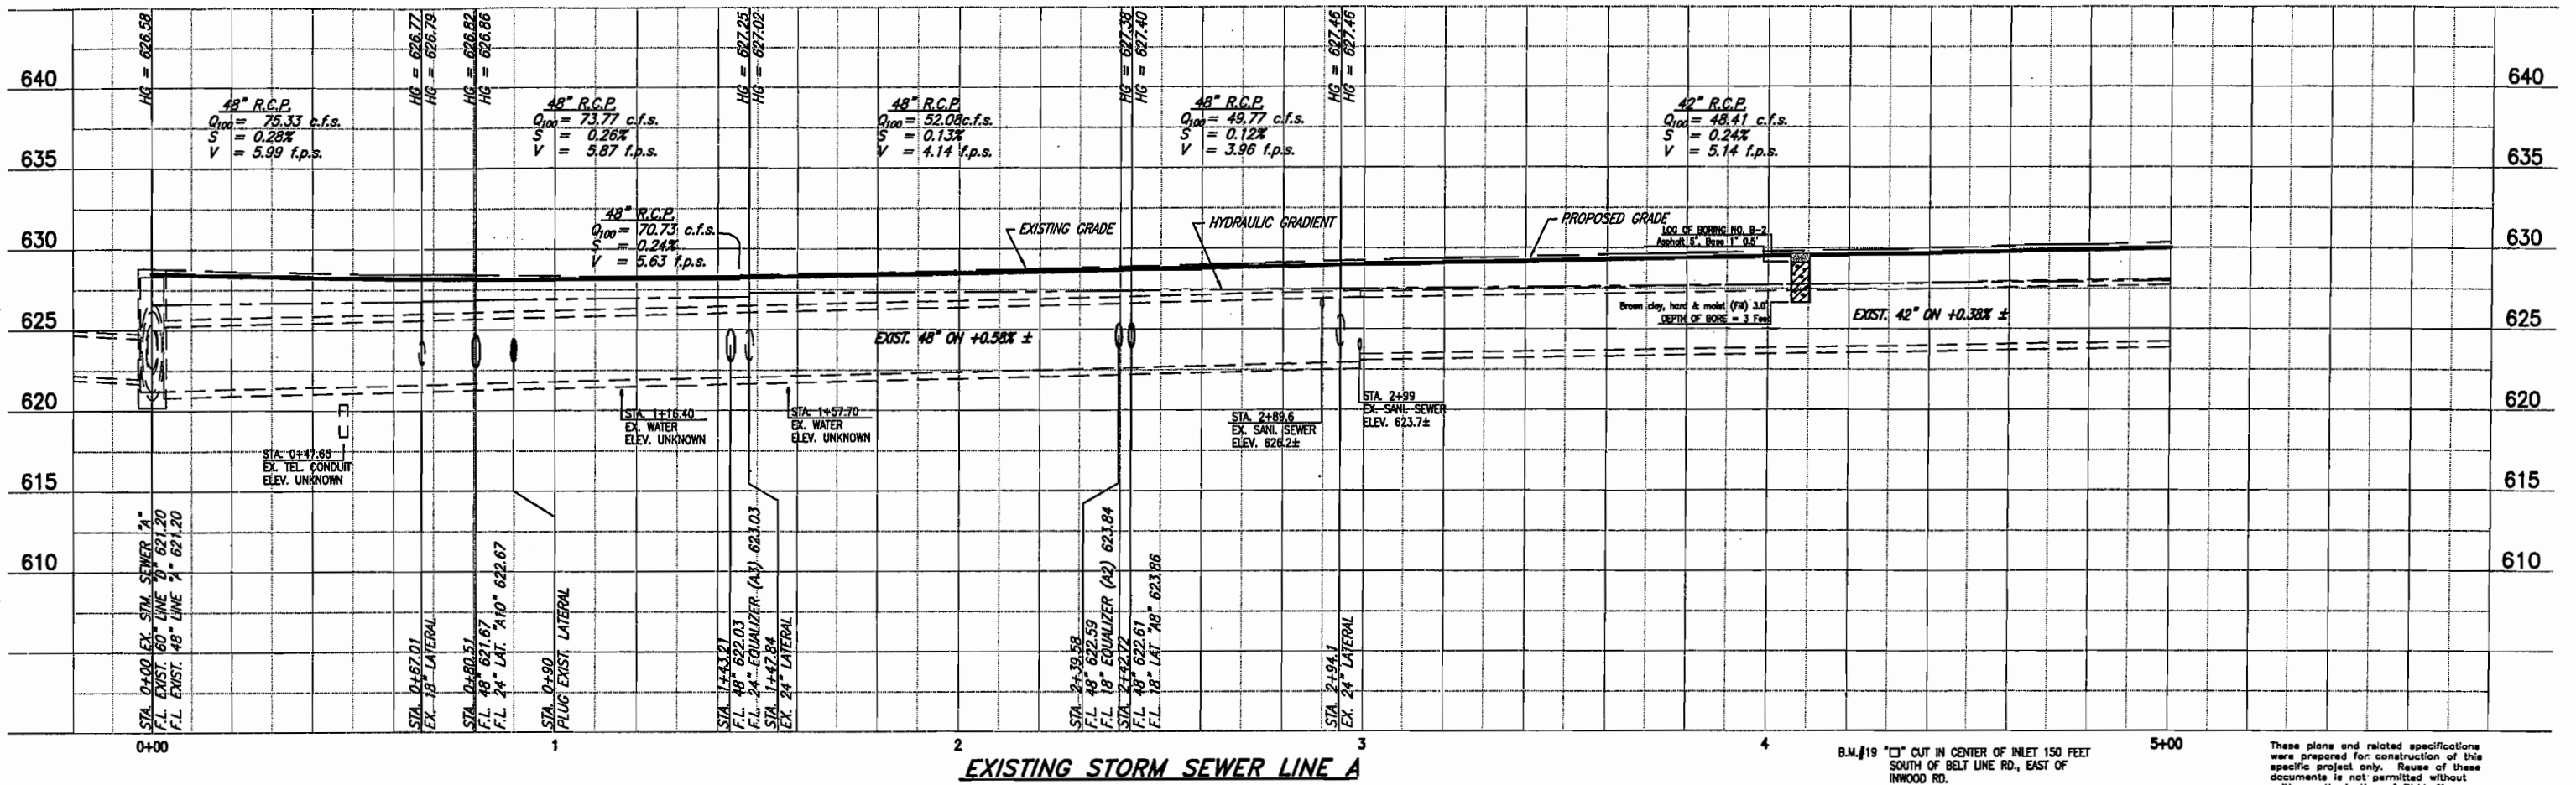 HG = 626.58
HG = 626.77
HG = 626.79
HG = 626.82
HG = 626.86
HG = 627.25
HG = 627.02
HG = 627.38
HG = 627.40
HG = 627.46
HG = 627.46
640
640
48" R.C.P.
Q100 = 75.33 c.f.s.
S = 0.28%
V = 5.99 f.p.s.
48" R.C.P.
Q100 = 73.77 c.f.s.
S = 0.26%
V = 5.87 f.p.s.
48" R.C.P.
Q100 = 52.08c.f.s.
S = 0.13%
V = 4.14 f.p.s.
48" R.C.P.
Q100 = 49.77 c.f.s.
S = 0.12%
V = 3.96 f.p.s.
42" R.C.P.
Q100 = 48.41 c.f.s.
S = 0.24%
V = 5.14 f.p.s.
635
635
48" R.C.P.
Q100 = 70.73 c.f.s.
S = 0.24%
V = 5.63 f.p.s.
EXISTING GRADE
HYDRAULIC GRADIENT
PROPOSED GRADE
LOG OF BORING NO. B-2
Asphalt 5", Base 1" 0.5'
630
630
Brown clay, hard & moist (Fill) 3.0'
DEPTH OF BORE = 3 Feet
EXIST. 48" ON +0.58% ±
EXIST. 42" ON +0.38% ±
625
625
620
620
STA. 0+47.65
EX. TEL. CONDUIT
ELEV. UNKNOWN
STA. 1+16.40
EX. WATER
ELEV. UNKNOWN
STA. 1+57.70
EX. WATER
ELEV. UNKNOWN
STA. 2+89.6
EX. SANI. SEWER
ELEV. 626.2±
STA. 2+99
EX. SANI. SEWER
ELEV. 623.7±
615
615
610
610
STA. 0+00 EX. STM. SEWER "A"
F.L. EXIST. 60" LINE "D" 621.20
F.L. EXIST. 48" LINE "A" 621.20
STA. 0+67.01
EX. 18" LATERAL
STA. 0+80.51
F.L. 48" 621.67
F.L. 24" LAT. "A10" 622.67
STA. 0+90
PLUG EXIST. LATERAL
STA. 1+43.21
F.L. 48" 622.03
F.L. 24" EQUALIZER (A3) 623.03
STA. 1+47.84
EX. 24" LATERAL
STA. 2+39.58
F.L. 48" 622.59
F.L. 18" EQUALIZER (A2) 623.84
STA. 2+42.72
F.L. 48" 622.61
F.L. 18" LAT "A8" 623.86
STA. 2+94.1
EX. 24" LATERAL
0+00
1
2
3
4
5+00
EXISTING STORM SEWER LINE A
B.M.#19 "□" CUT IN CENTER OF INLET 150 FEET
SOUTH OF BELT LINE RD., EAST OF
INWOOD RD.
These plans and related specifications
were prepared for construction of this
specific project only. Reuse of these
documents is not permitted without